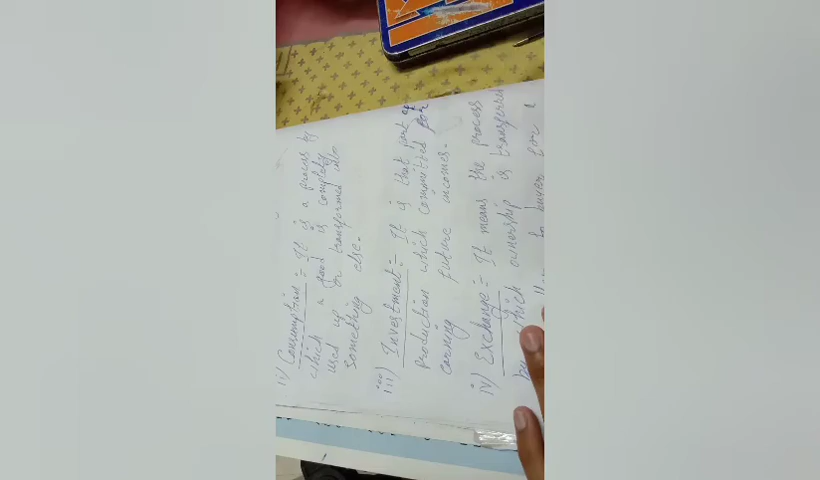 ii) Consumption :- It is a process by
which a good is completely
used up or transformed into
something else.
iii) Investment :- It is that part of
production which committed for
earning future incomes.
iv) Exchange :- It means the process
by which ownership is transferred
to buyer for a